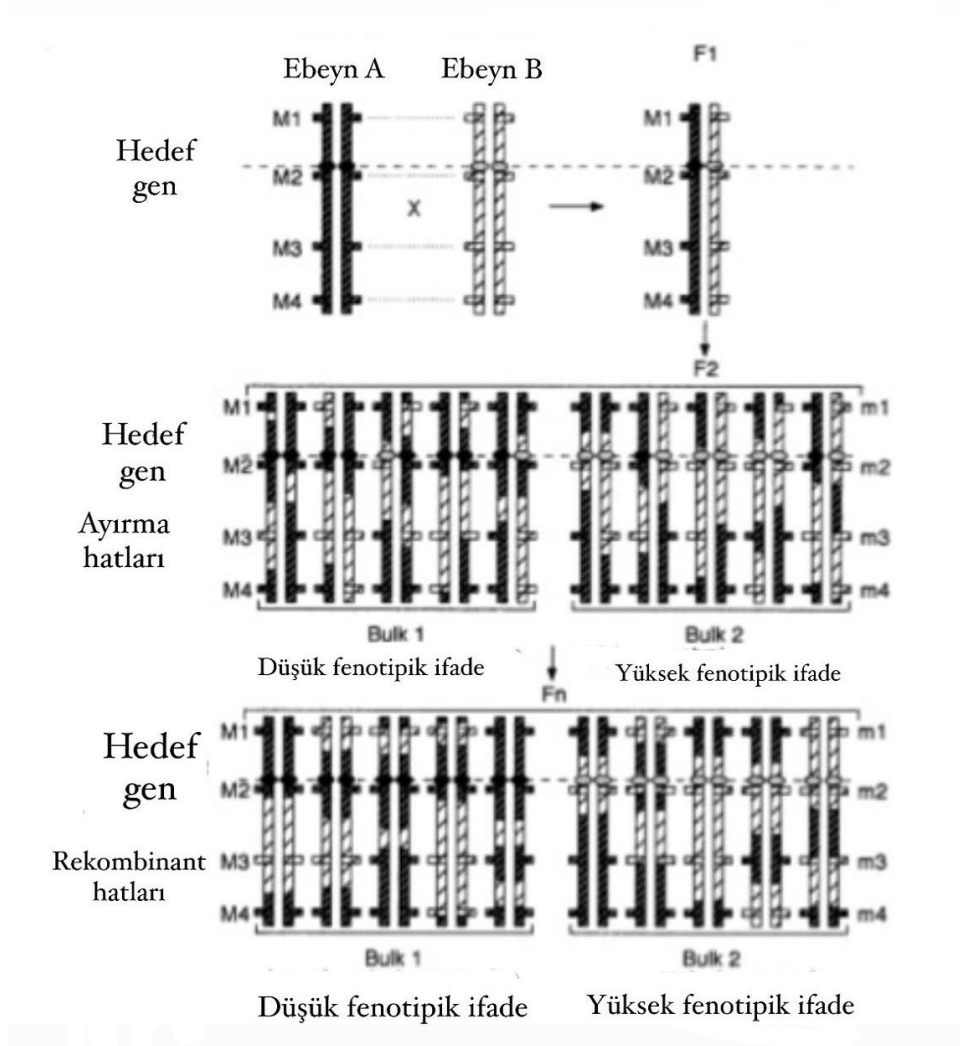 F1
Ebeyn A Ebeyn B
M1 M1
Hedef
gen
M2 M2
X
M3 M3
M4 M4
F2
M1 m1
Hedef
gen
M2 m2
Ayırma
hatları
M3 m3
M4 m4
Bulk 1 Bulk 2
Düşük fenotipik ifade Yüksek fenotipik ifade
Fn
M1 m1
Hedef
gen
M2 m2
Rekombinant
hatları
M3 m3
M4 m4
Bulk 1 Bulk 2
Düşük fenotipik ifade Yüksek fenotipik ifade